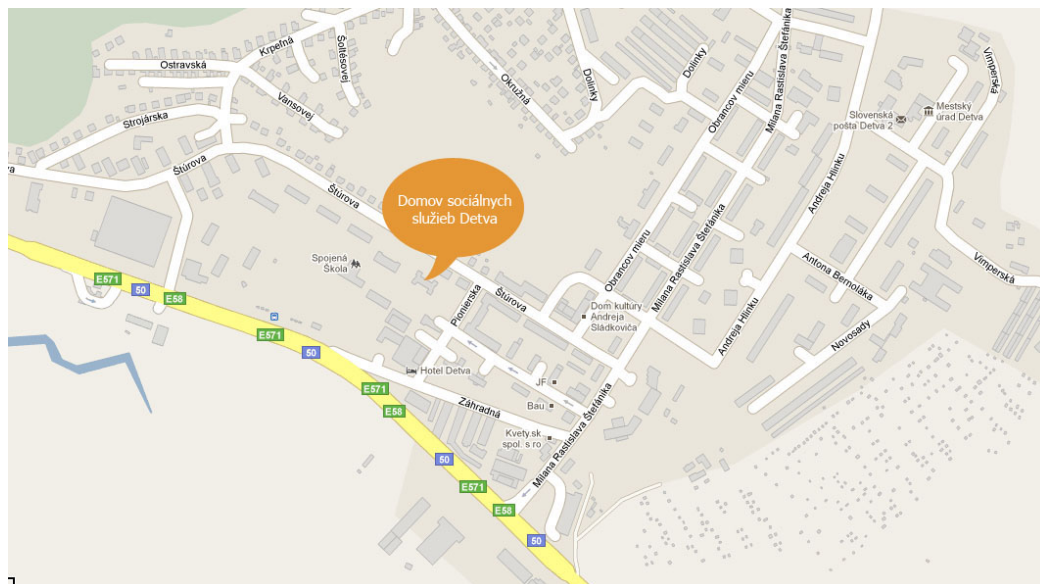 Krpeľná
Šoltésovej
Ostravská
Vansovej
Okružná
Dolinky
Dolinky
Obrancov mieru
Milana Rastislava Štefánika
Vimperská
Strojárska
Slovenská
pošta Detva 2
Mestský
úrad Detva
Štúrova
Štúrova
Andreja Hlinku
Domov sociálnych
služieb Detva
Spojená
Škola
Obrancov mieru
Milana Rastislava Štefánika
Antona Bernoláka
Vimperská
E571
50
E58
Pionierska
Štúrova
Dom kultúry
Andreja
Sládkoviča
Andreja Hlinku
Novosady
E571
50
Hotel Detva
E571
E58
JF
Bau
Záhradná
Kvety.sk
spol. s ro
Milana Rastislava Štefánika
50
E571
E58
50